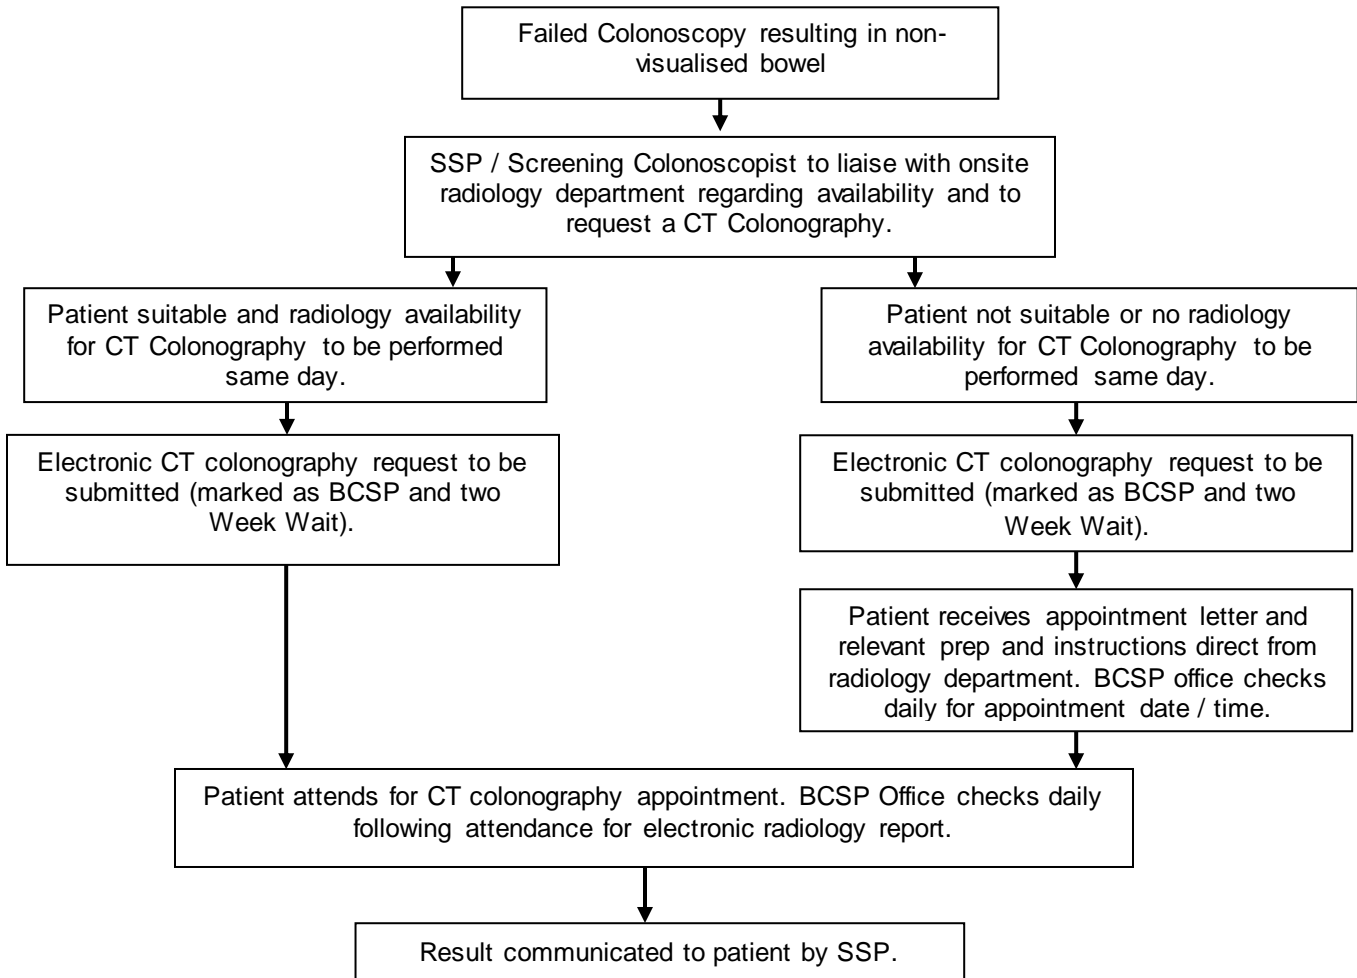 Failed Colonoscopy resulting in non-
visualised bowel
SSP / Screening Colonoscopist to liaise with onsite
radiology department regarding availability and to
request a CT Colonography.
Patient suitable and radiology availability
for CT Colonography to be performed
same day.
Patient not suitable or no radiology
availability for CT Colonography to be
performed same day.
Electronic CT colonography request to be
submitted (marked as BCSP and two
Week Wait).
Electronic CT colonography request to be
submitted (marked as BCSP and two
Week Wait).
Patient receives appointment letter and
relevant prep and instructions direct from
radiology department. BCSP office checks
daily for appointment date / time.
Patient attends for CT colonography appointment. BCSP Office checks daily
following attendance for electronic radiology report.
Result communicated to patient by SSP.